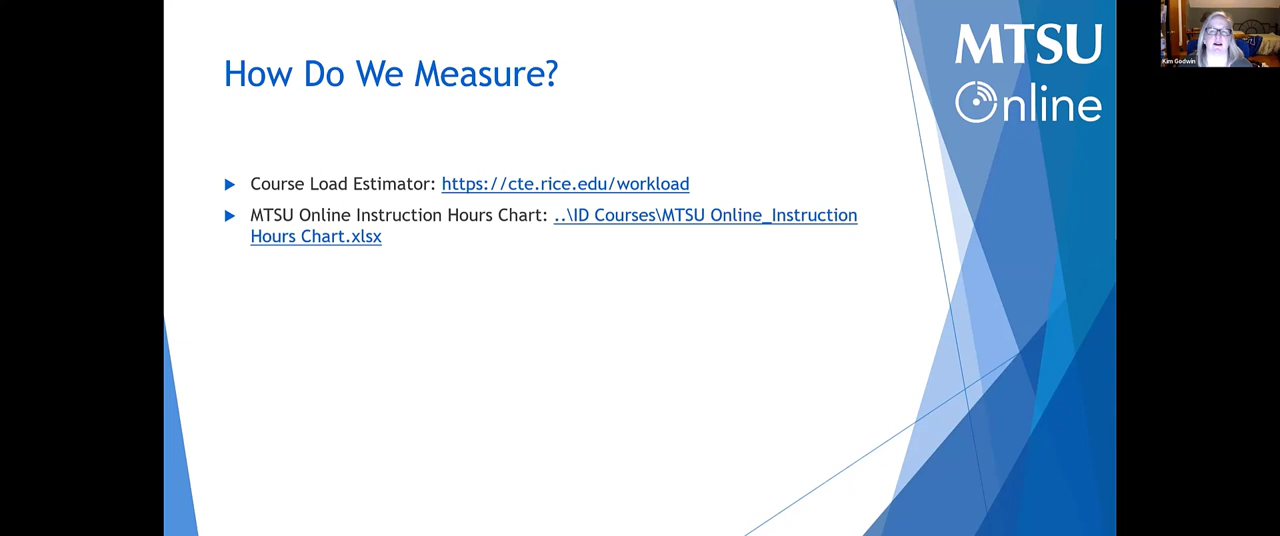 How Do We Measure?
MTSU
Online
Kim Godwin
Course Load Estimator: https://cte.rice.edu/workload
MTSU Online Instruction Hours Chart: ..\ID Courses\MTSU Online_Instruction
Hours Chart.xlsx